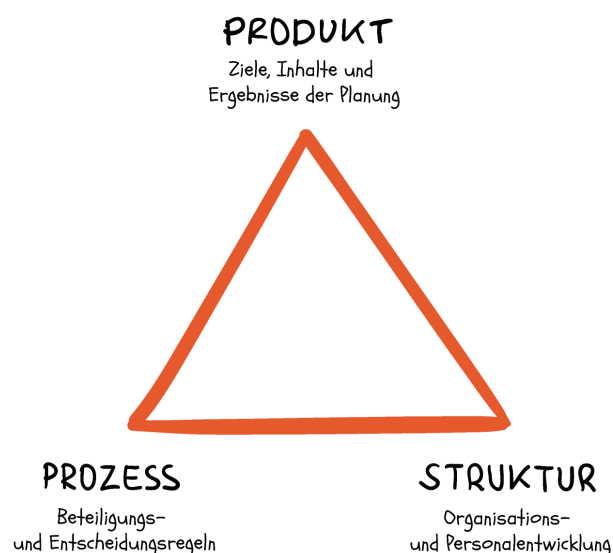 PRODUKT
Ziele, Inhalte und
Ergebnisse der Planung
PROZESS
Beteiligungs-
und Entscheidungsregeln
STRUKTUR
Organisations-
und Personalentwicklung